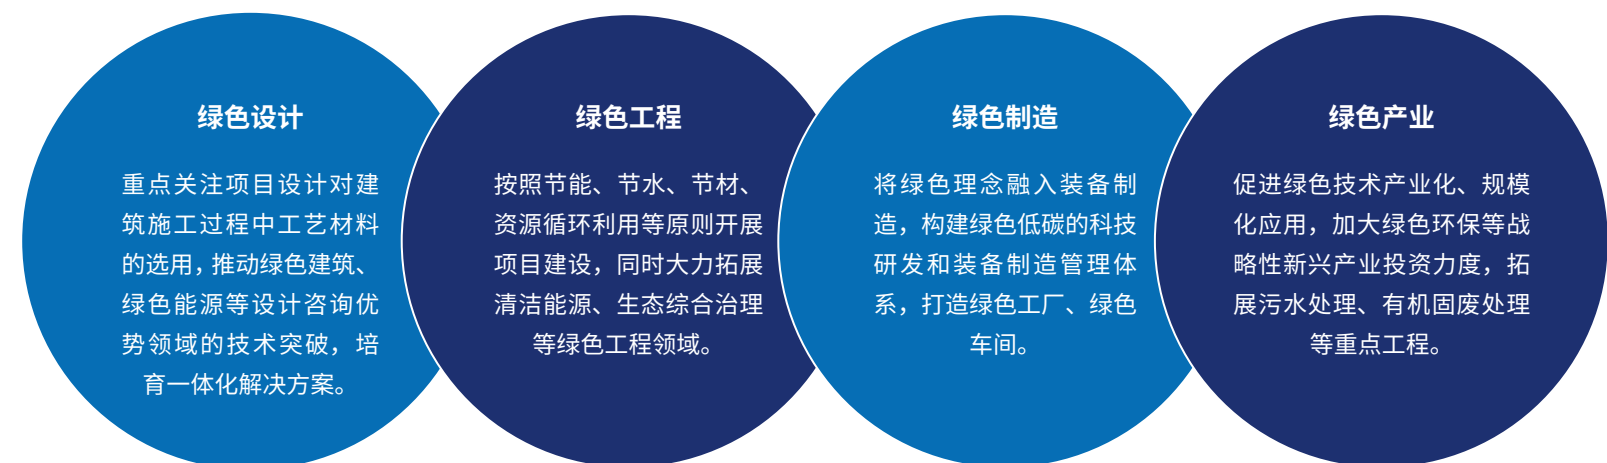 绿色设计
重点关注项目设计对建
筑施工过程中工艺材料
的选用，推动绿色建筑、
绿色能源等设计咨询优
势领域的技术突破，培
育一体化解决方案。
绿色工程
按照节能、节水、节材、
资源循环利用等原则开展
项目建设，同时大力拓展
清洁能源、生态综合治理
等绿色工程领域。
绿色制造
将绿色理念融入装备制
造，构建绿色低碳的科技
研发和装备制造管理体
系，打造绿色工厂、绿色
车间。
绿色产业
促进绿色技术产业化、规模
化应用，加大绿色环保等战
略性新兴产业投资力度，拓
展污水处理、有机固废处理
等重点工程。